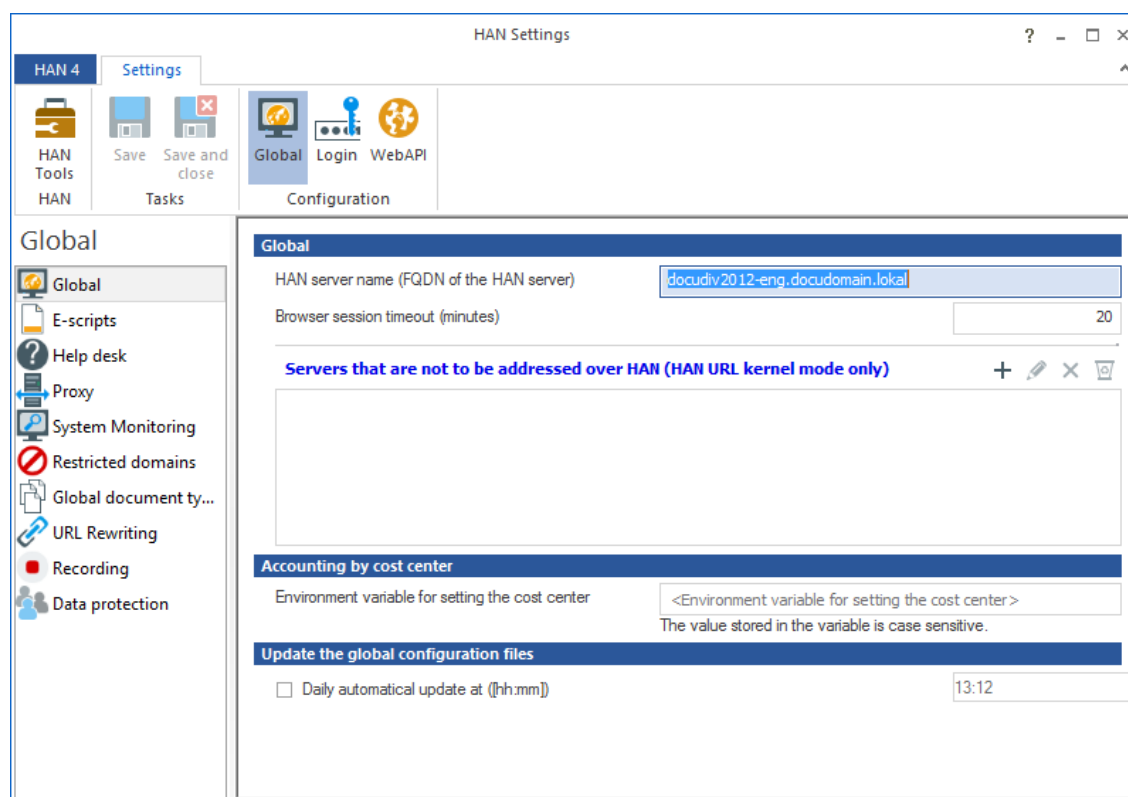 HAN Settings
?
HAN 4 Settings
HAN Tools
Save
Save and close
Global
Login
WebAPI
HAN
Tasks
Configuration
Global
Global
E-scripts
Help desk
Proxy
System Monitoring
Restricted domains
Global document ty...
URL Rewriting
Recording
Data protection
Global
HAN server name (FQDN of the HAN server) docudiv2012-eng.docudomain.lokal
Browser session timeout (minutes) 20
Servers that are not to be addressed over HAN (HAN URL kernel mode only)
Accounting by cost center
Environment variable for setting the cost center <Environment variable for setting the cost center>
The value stored in the variable is case sensitive.
Update the global configuration files
Daily automatical update at ([hh:mm]) 13:12